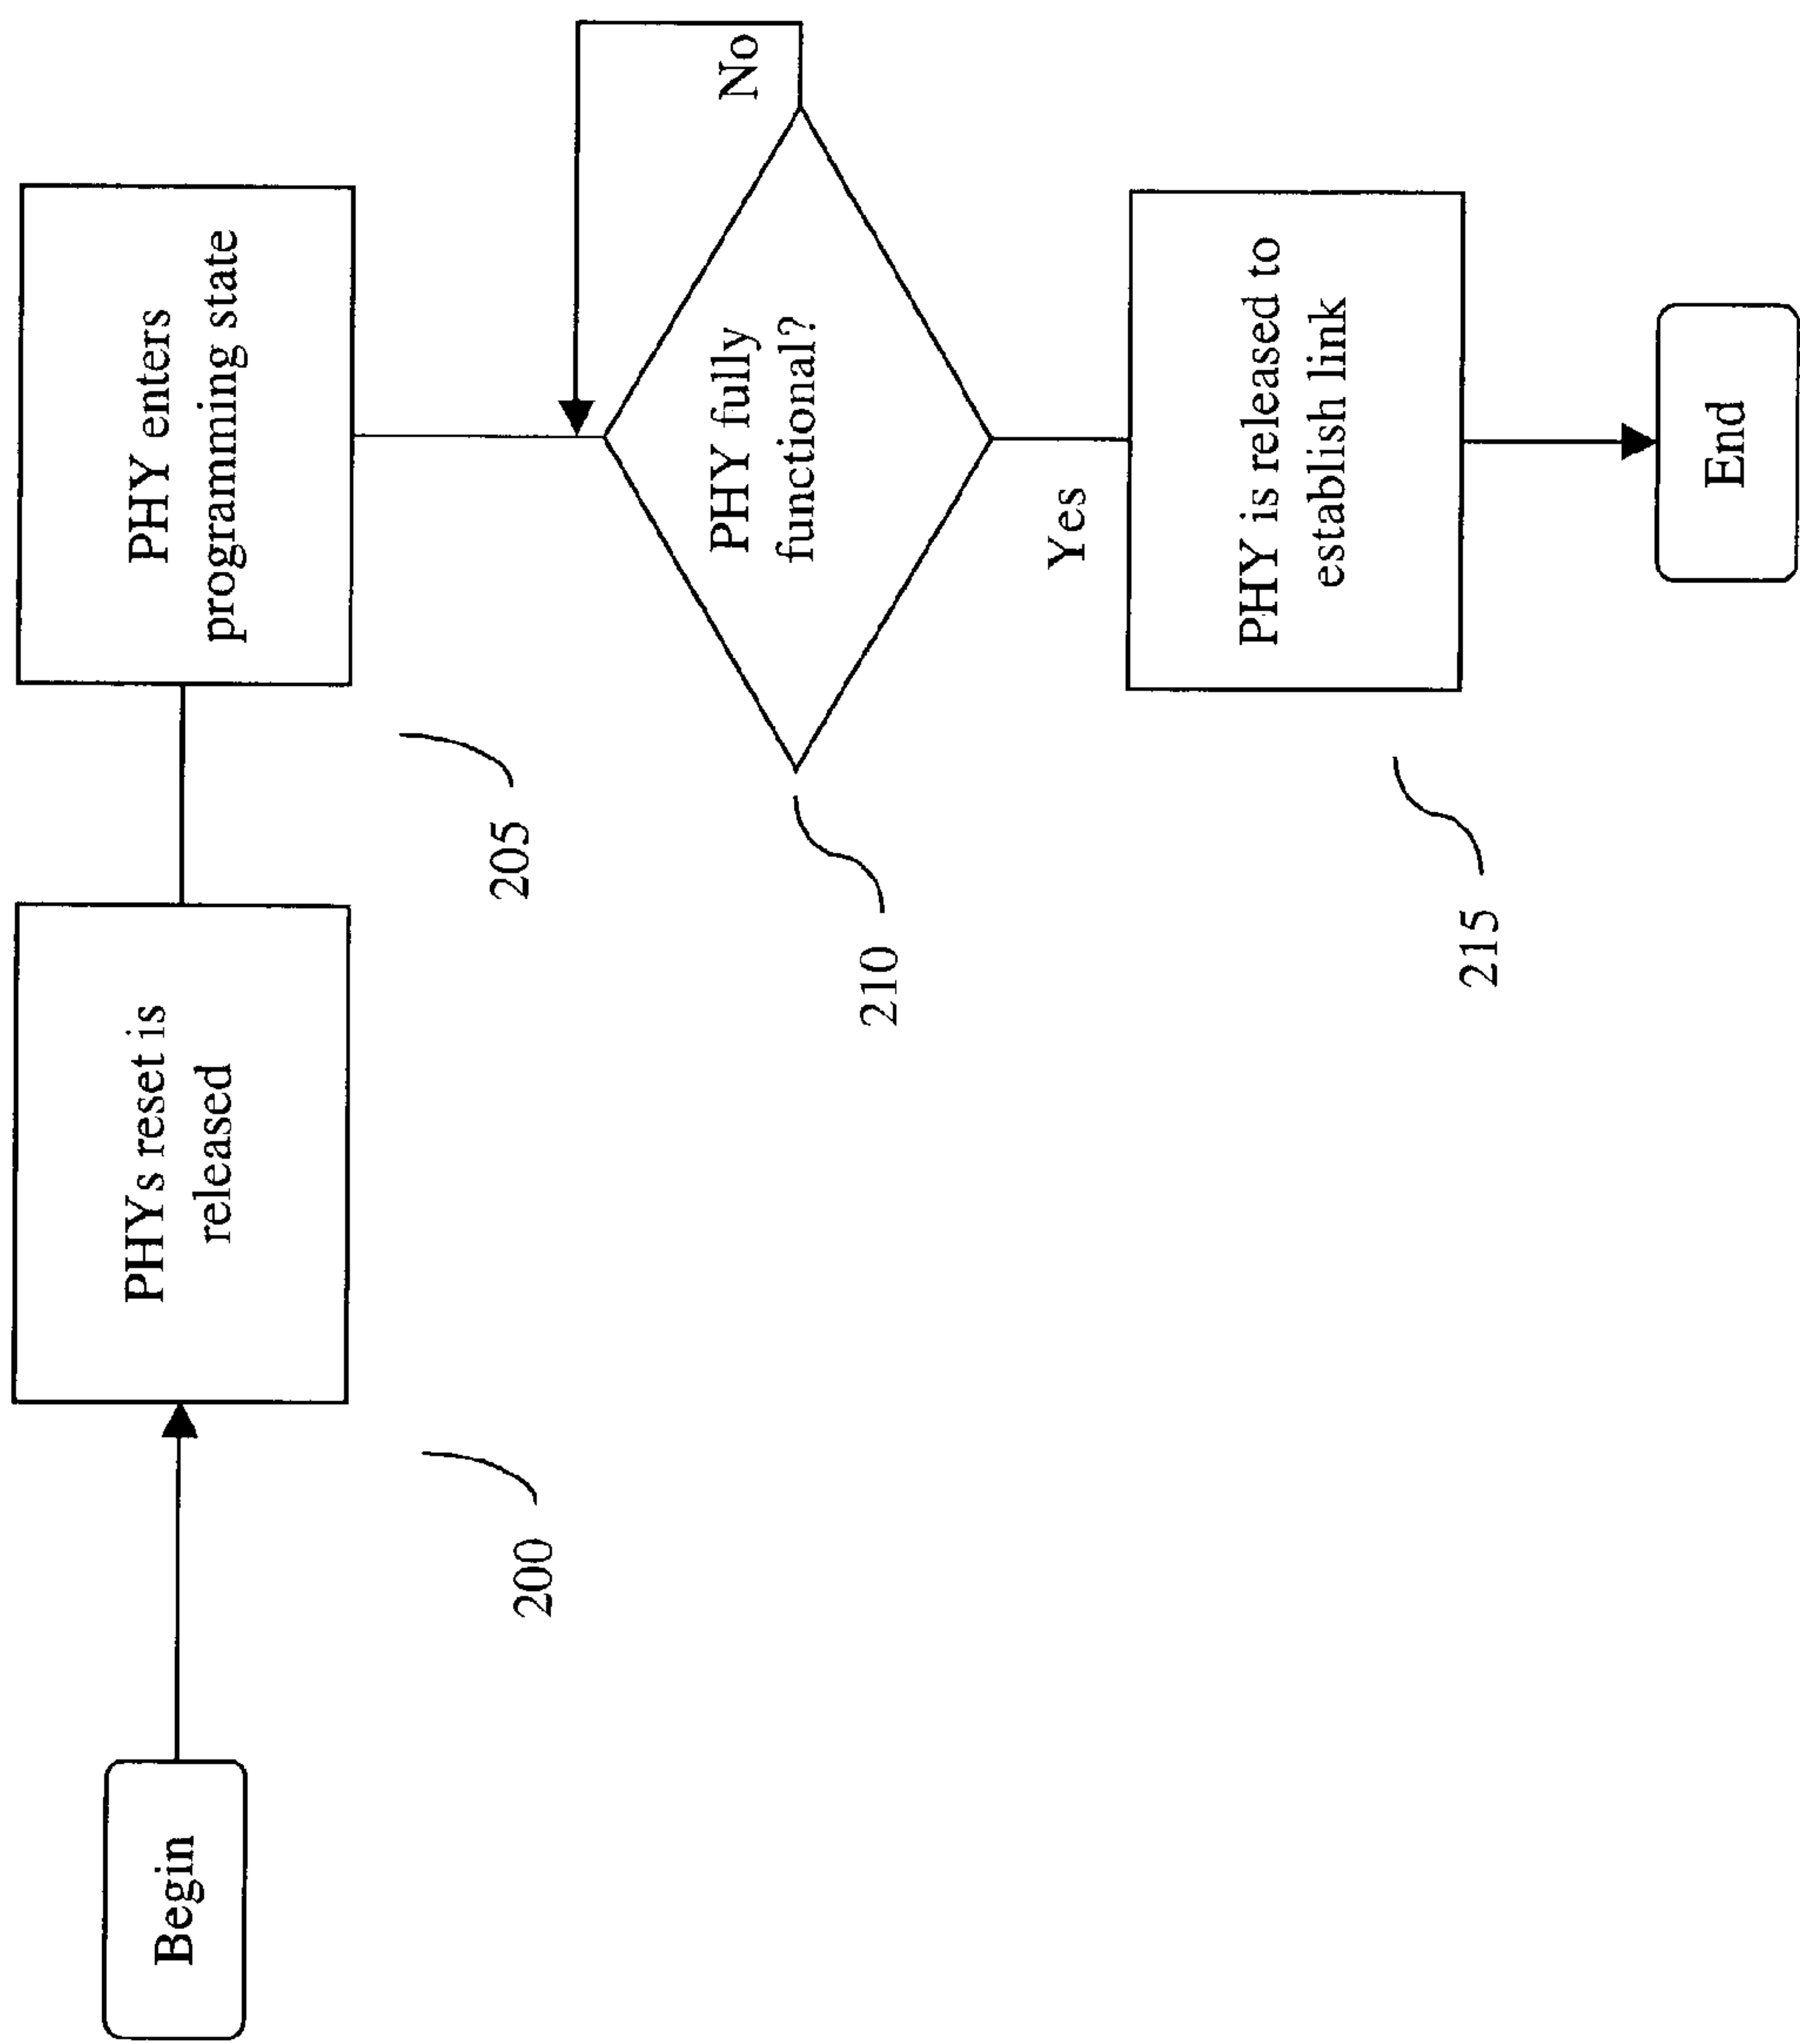 Begin
PHYs reset is
released
200
PHY enters
programming state
205
PHY fully
functional?
No
210
Yes
PHY is released to
establish link
215
End